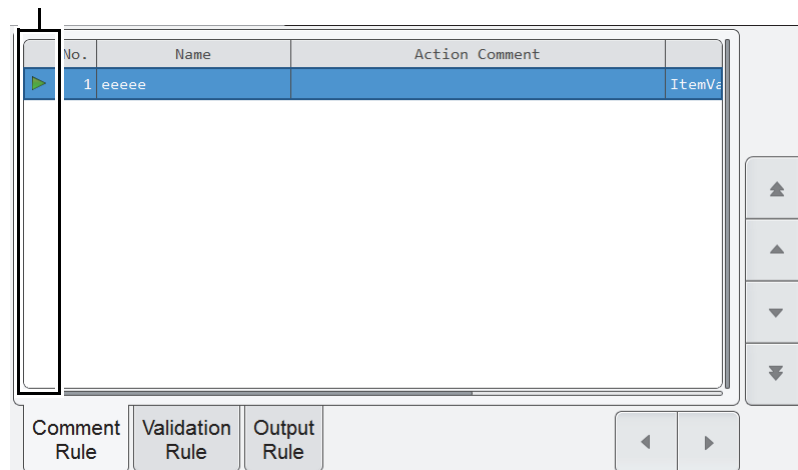 No. Name Action Comment
1 eeeee ItemVa
Comment Validation Output
Rule Rule Rule